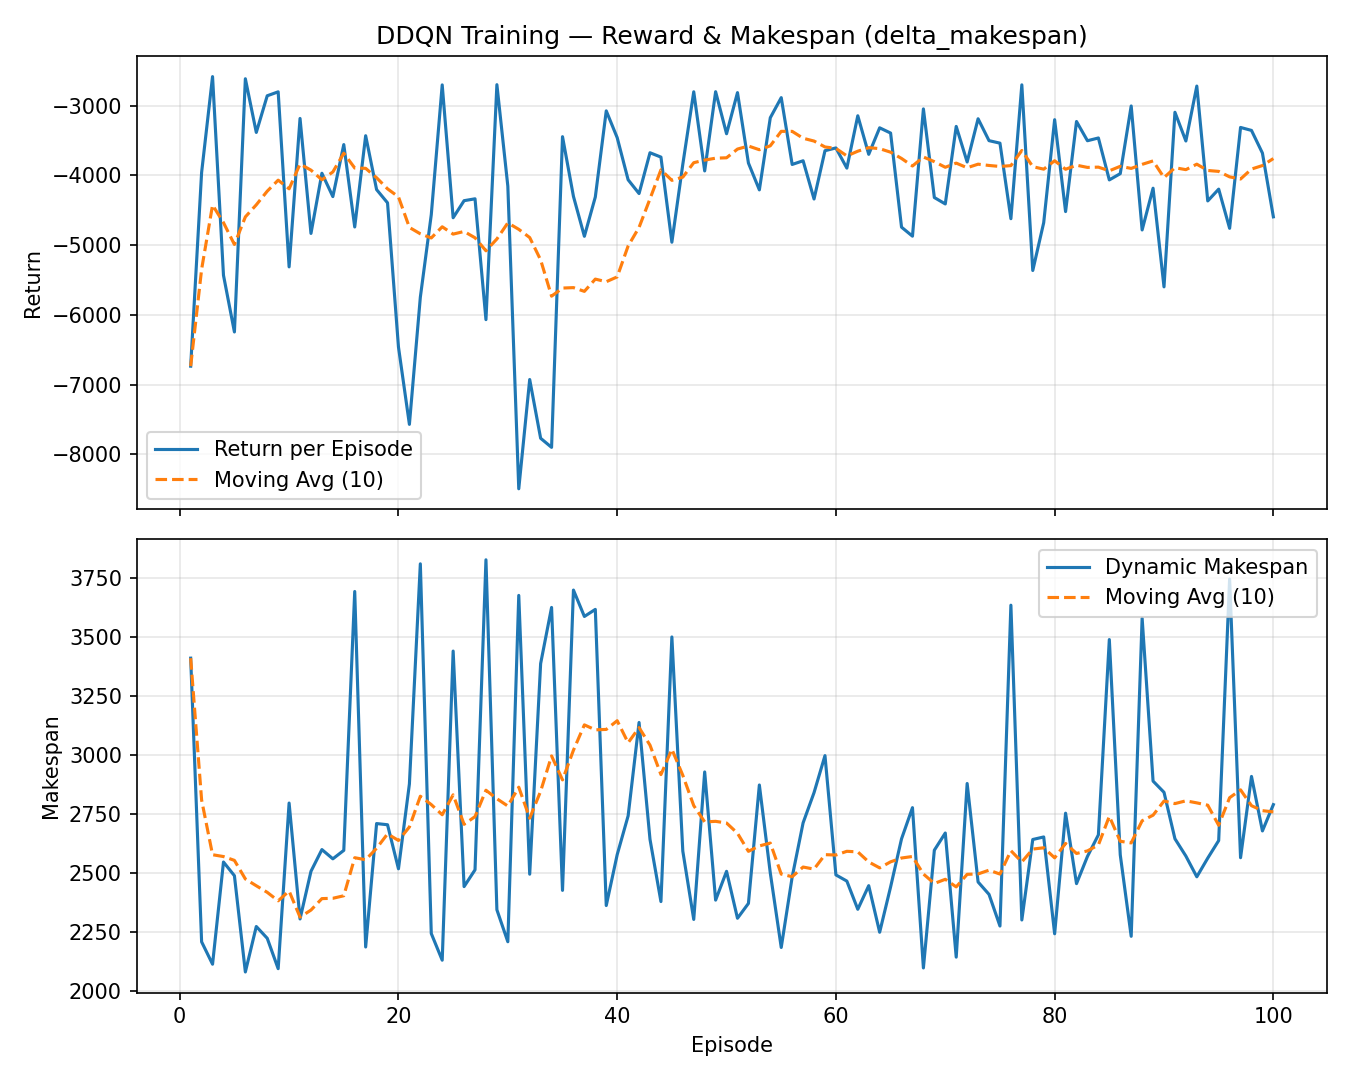 DDQN Training — Reward & Makespan (delta_makespan)
−3000
−4000
−5000
−6000
−7000
−8000
Return
Return per Episode
Moving Avg (10)
3750
3500
3250
3000
2750
2500
2250
2000
Makespan
Dynamic Makespan
Moving Avg (10)
0 20 40 60 80 100
Episode